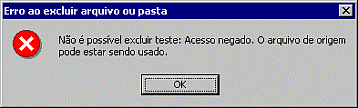 Erro ao excluir arquivo ou pasta
Não é possível excluir teste: Acesso negado. O arquivo de origem
pode estar sendo usado.
OK